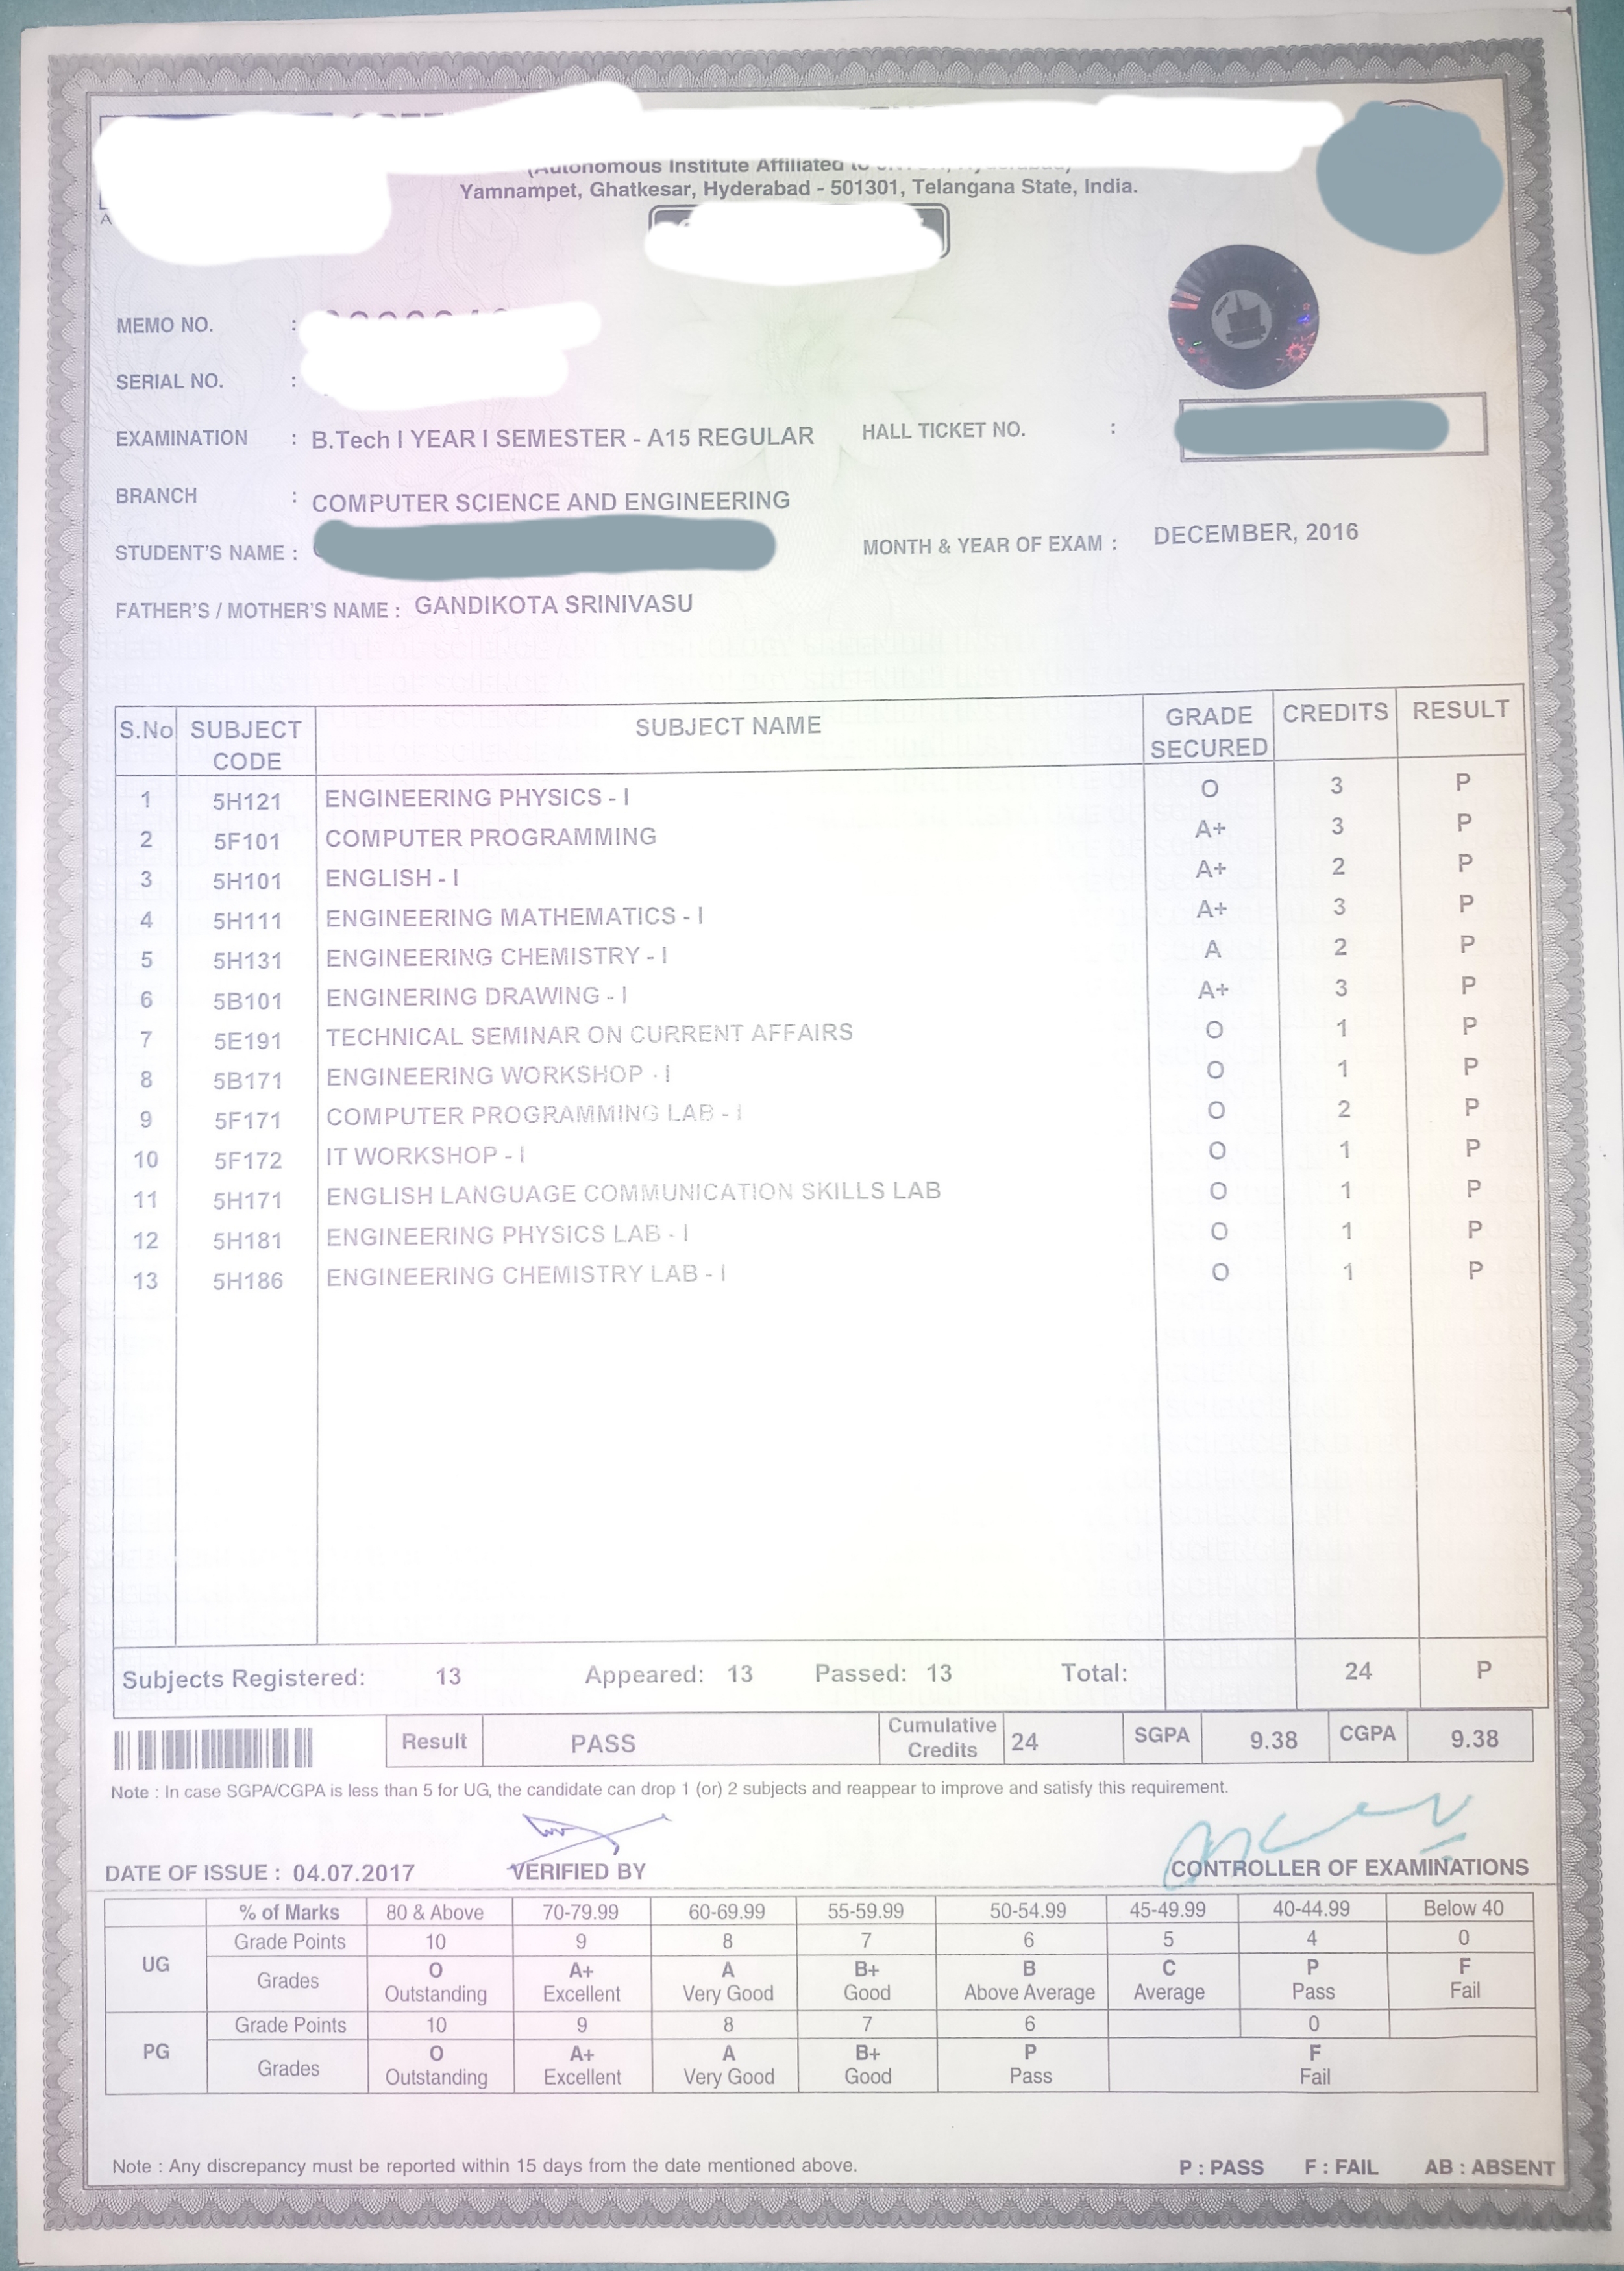 (Autonomous Institute Affiliated to
Yamnampet, Ghatkesar, Hyderabad - 501301, Telangana State, India.
MEMO NO. :
SERIAL NO. :
EXAMINATION : B.Tech I YEAR I SEMESTER - A15 REGULAR HALL TICKET NO. :
BRANCH : COMPUTER SCIENCE AND ENGINEERING
STUDENT'S NAME : MONTH & YEAR OF EXAM : DECEMBER, 2016
FATHER'S / MOTHER'S NAME : GANDIKOTA SRINIVASU
S.No SUBJECT CODE SUBJECT NAME GRADE SECURED CREDITS RESULT
1 5H121 ENGINEERING PHYSICS - I O 3 P
2 5F101 COMPUTER PROGRAMMING A+ 3 P
3 5H101 ENGLISH - I A+ 2 P
4 5H111 ENGINEERING MATHEMATICS - I A+ 3 P
5 5H131 ENGINEERING CHEMISTRY - I A 2 P
6 5B101 ENGINERING DRAWING - I A+ 3 P
7 5E191 TECHNICAL SEMINAR ON CURRENT AFFAIRS O 1 P
8 5B171 ENGINEERING WORKSHOP - I O 1 P
9 5F171 COMPUTER PROGRAMMING LAB - I O 2 P
10 5F172 IT WORKSHOP - I O 1 P
11 5H171 ENGLISH LANGUAGE COMMUNICATION SKILLS LAB O 1 P
12 5H181 ENGINEERING PHYSICS LAB - I O 1 P
13 5H186 ENGINEERING CHEMISTRY LAB - I O 1 P
Subjects Registered: 13 Appeared: 13 Passed: 13 Total: 24 P
Result PASS Cumulative Credits 24 SGPA 9.38 CGPA 9.38
Note : In case SGPA/CGPA is less than 5 for UG, the candidate can drop 1 (or) 2 subjects and reappear to improve and satisfy this requirement.
DATE OF ISSUE : 04.07.2017 VERIFIED BY CONTROLLER OF EXAMINATIONS
% of Marks 80 & Above 70-79.99 60-69.99 55-59.99 50-54.99 45-49.99 40-44.99 Below 40
UG Grade Points 10 9 8 7 6 5 4 0
Grades O A+ A B+ B C P F
Outstanding Excellent Very Good Good Above Average Average Pass Fail
PG Grade Points 10 9 8 7 6 0
Grades O A+ A B+ P F
Outstanding Excellent Very Good Good Pass Fail
Note : Any discrepancy must be reported within 15 days from the date mentioned above. P : PASS F : FAIL AB : ABSENT